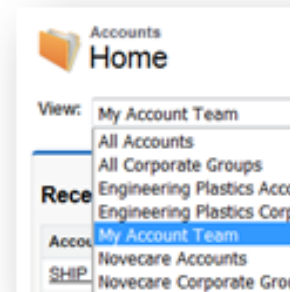 Accounts
Home
View: My Account Team
All Accounts
All Corporate Groups
Engineering Plastics
Engineering Plastics
My Account Team
Novecare Accounts
Novecare Corporate
SHIP